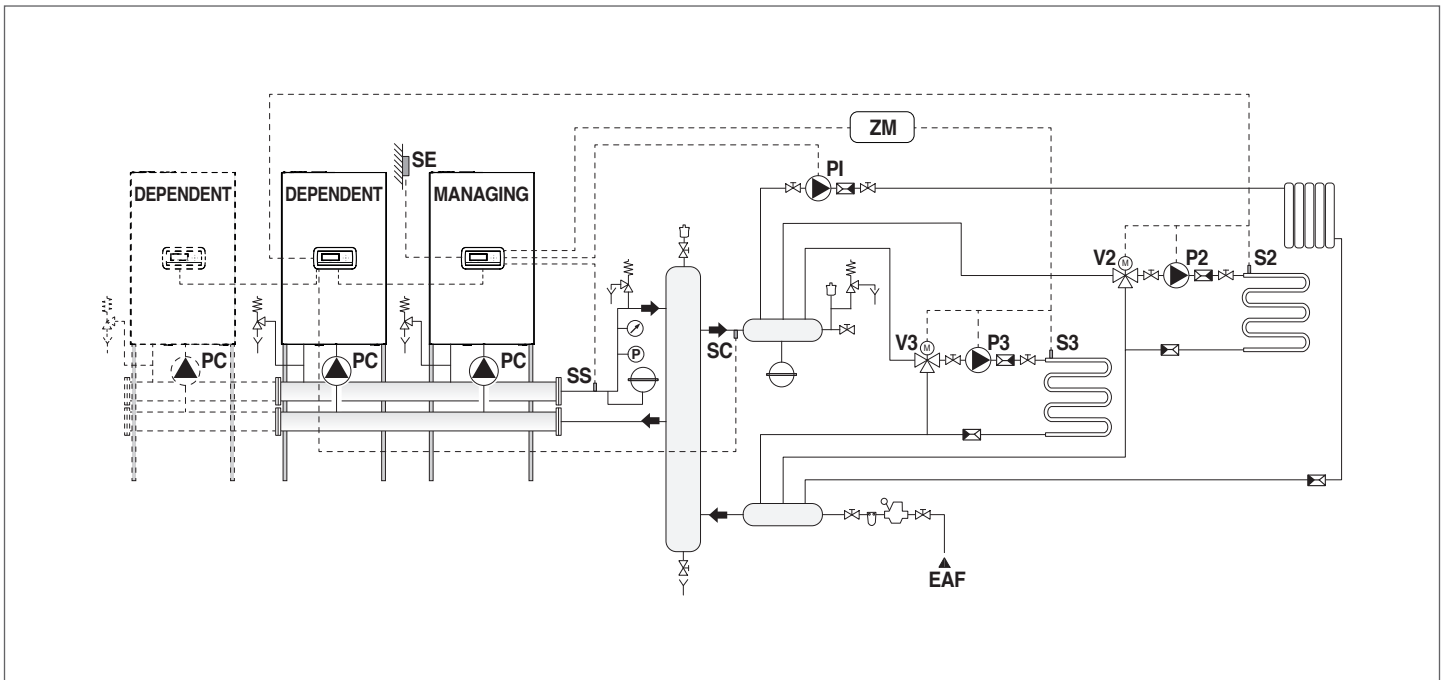 ZM
SE
PI
DEPENDENT
DEPENDENT
MANAGING
V2
P2
S2
V3
P3
S3
M
M
SC
SS
P
PC
PC
PC
EAF